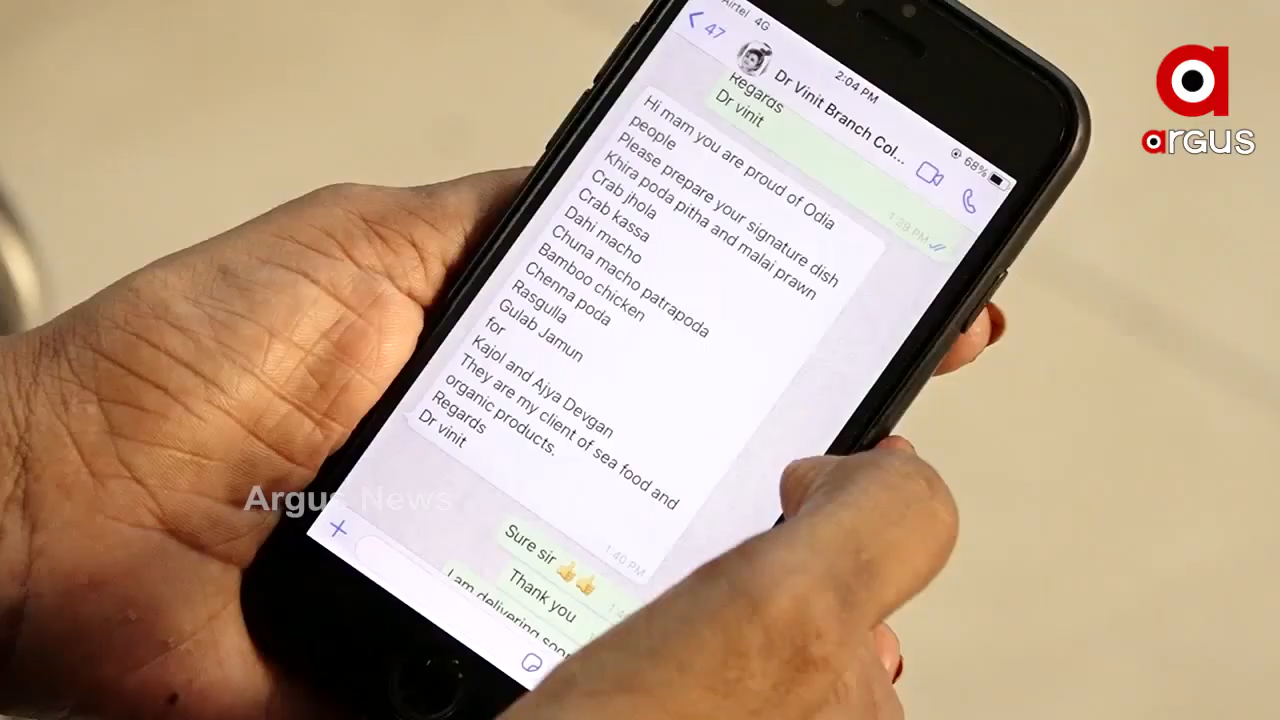 Airtel 4G
2:04 PM
68%
47
Dr Vinit Branch Col...
Regards
Dr vinit
1:39 PM
Hi mam you are proud of Odia
people
Please prepare your signature dish
Khira poda pitha and malai prawn
Crab jhola
Crab kassa
Dahi macho
Chuna macho patrapoda
Bamboo chicken
Chenna poda
Rasgulla
Gulab Jamun
for
Kajol and Ajya Devgan
They are my client of sea food and
organic products.
Regards
Dr vinit
1:40 PM
Sure sir 👍👍
Thank you
I am delivering soon
argus
Argus News